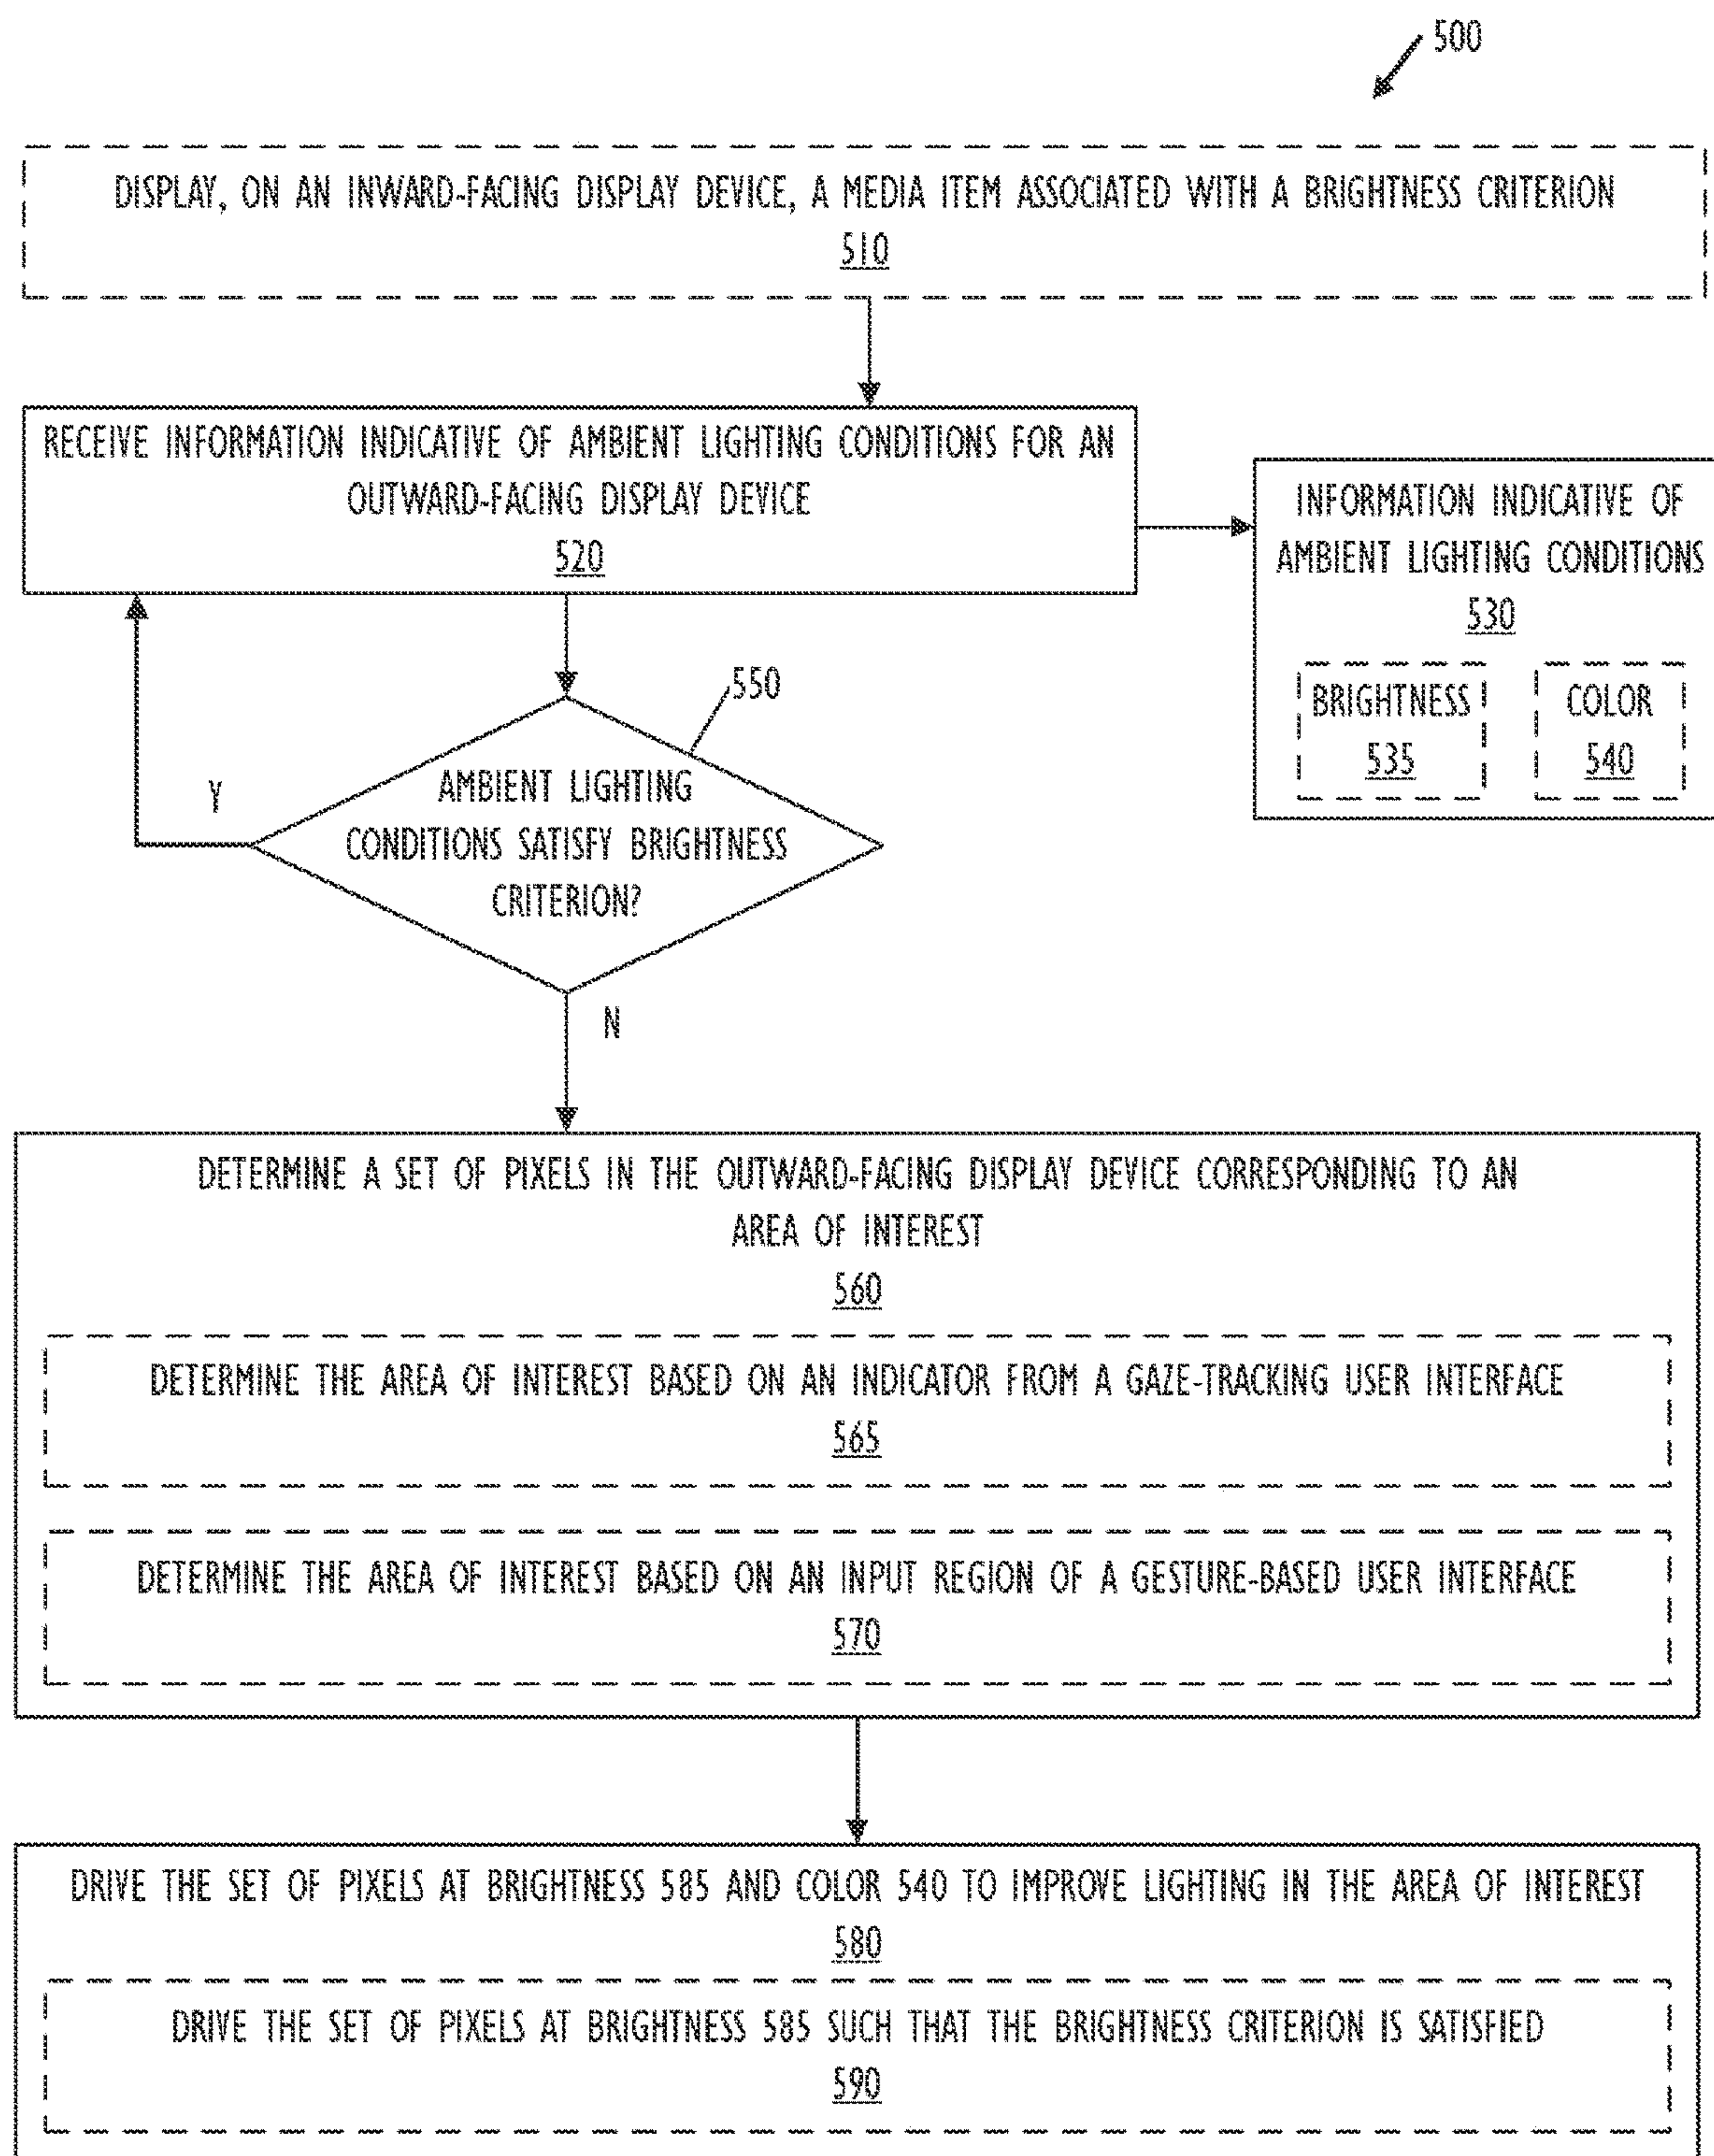 500
DISPLAY, ON AN INWARD-FACING DISPLAY DEVICE, A MEDIA ITEM ASSOCIATED WITH A BRIGHTNESS CRITERION
510
RECEIVE INFORMATION INDICATIVE OF AMBIENT LIGHTING CONDITIONS FOR AN
OUTWARD-FACING DISPLAY DEVICE
520
INFORMATION INDICATIVE OF
AMBIENT LIGHTING CONDITIONS
530
BRIGHTNESS
535
COLOR
540
550
AMBIENT LIGHTING
CONDITIONS SATISFY BRIGHTNESS
CRITERION?
Y
N
DETERMINE A SET OF PIXELS IN THE OUTWARD-FACING DISPLAY DEVICE CORRESPONDING TO AN
AREA OF INTEREST
560
DETERMINE THE AREA OF INTEREST BASED ON AN INDICATOR FROM A GAZE-TRACKING USER INTERFACE
565
DETERMINE THE AREA OF INTEREST BASED ON AN INPUT REGION OF A GESTURE-BASED USER INTERFACE
570
DRIVE THE SET OF PIXELS AT BRIGHTNESS 585 AND COLOR 540 TO IMPROVE LIGHTING IN THE AREA OF INTEREST
580
DRIVE THE SET OF PIXELS AT BRIGHTNESS 585 SUCH THAT THE BRIGHTNESS CRITERION IS SATISFIED
590